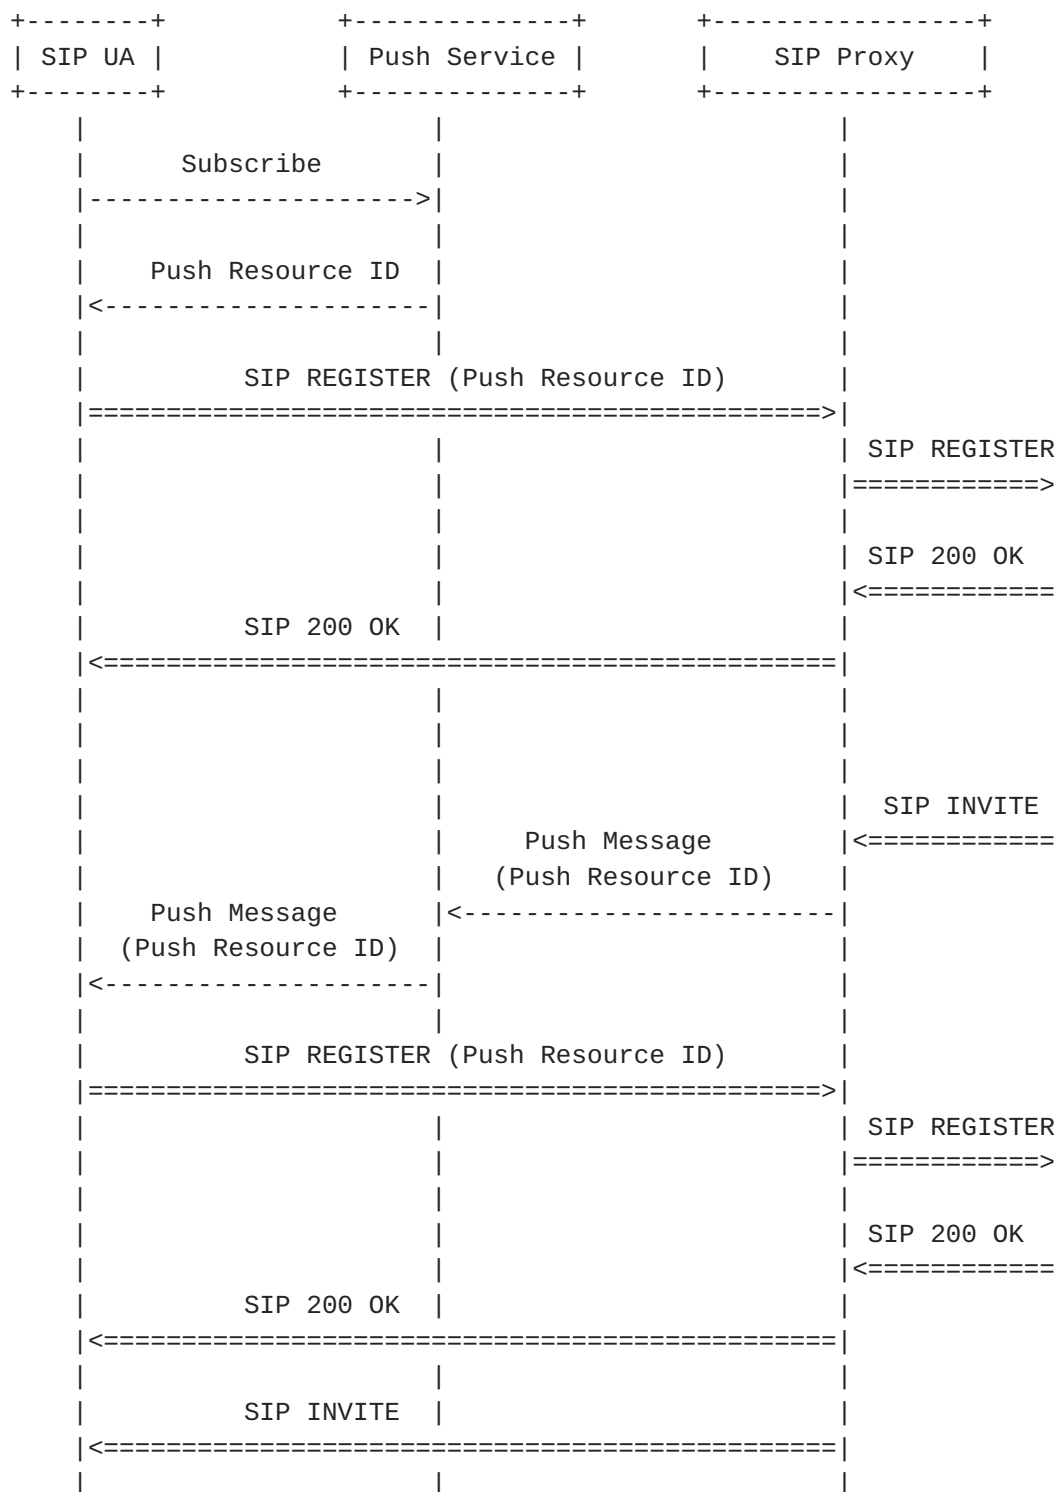 SIP UA Push Service SIP Proxy
Subscribe
Push Resource ID
SIP REGISTER (Push Resource ID)
SIP REGISTER
SIP 200 OK
SIP 200 OK
SIP INVITE
Push Message
(Push Resource ID)
Push Message
(Push Resource ID)
SIP REGISTER (Push Resource ID)
SIP REGISTER
SIP 200 OK
SIP 200 OK
SIP INVITE